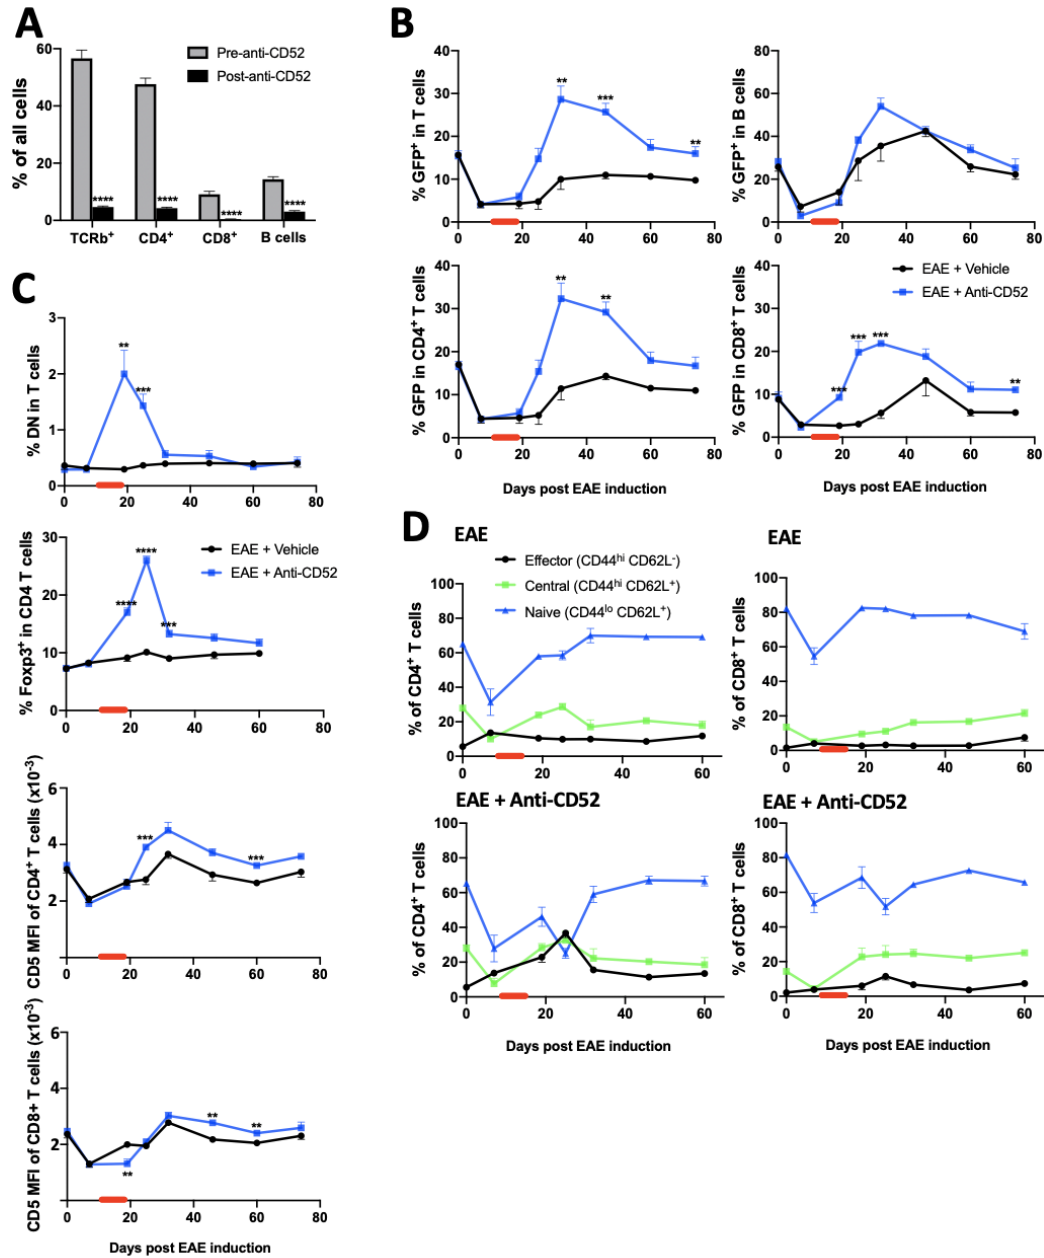 A
% of all cells
60
40
20
0
Pre-anti-CD52
Post-anti-CD52
**** **** **** ****
TCRb⁺ CD4⁺ CD8⁺ B cells
B
% GFP⁺ in T cells
40
30
20
10
0
0 20 40 60 80
** *** **
% GFP⁺ in B cells
80
60
40
20
0
0 20 40 60 80
% GFP in CD4⁺ T cells
40
30
20
10
0
0 20 40 60 80
** **
Days post EAE induction
% GFP in CD8⁺ T cells
40
30
20
10
0
0 20 40 60 80
EAE + Vehicle
EAE + Anti-CD52
*** *** *** **
Days post EAE induction
C
% DN in T cells
3
2
1
0
0 20 40 60 80
** ***
% Foxp3⁺ in CD4 T cells
30
20
10
0
0 20 40 60 80
EAE + Vehicle
EAE + Anti-CD52
**** **** ***
CD5 MFI of CD4⁺ T cells (x10⁻³)
6
4
2
0 20 40 60 80
*** ***
CD5 MFI of CD8+ T cells (x10⁻³)
6
4
2
0 20 40 60 80
** ** **
Days post EAE induction
D
EAE
Effector (CD44ʰⁱ CD62L⁻)
Central (CD44ʰⁱ CD62L⁺)
Naive (CD44ˡᵒ CD62L⁺)
% of CD4⁺ T cells
100
80
60
40
20
0
0 20 40 60
EAE
% of CD8⁺ T cells
100
80
60
40
20
0
0 20 40 60
EAE + Anti-CD52
% of CD4⁺ T cells
100
80
60
40
20
0
0 20 40 60
Days post EAE induction
EAE + Anti-CD52
% of CD8⁺ T cells
100
80
60
40
20
0
0 20 40 60
Days post EAE induction